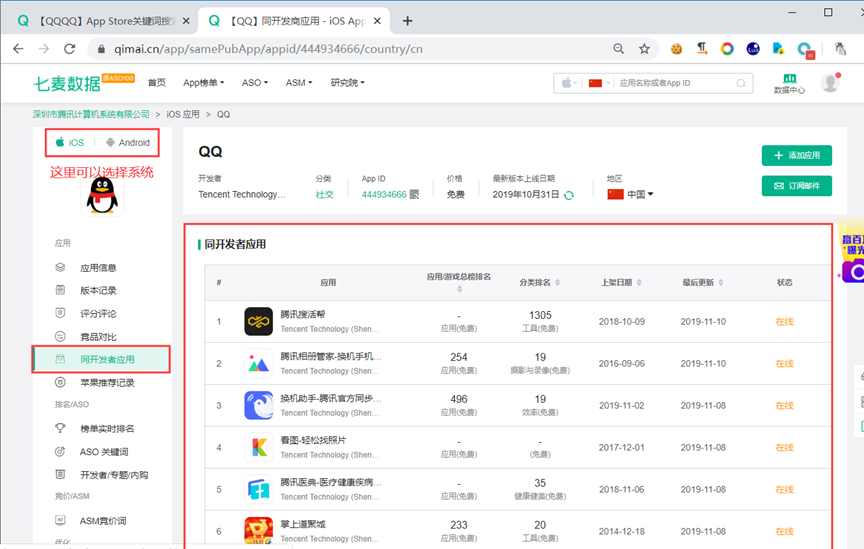 【QQQQ】App Store关键词搜
【QQ】同开发商应用 - iOS Ap
qimai.cn/app/samePubApp/appid/444934666/country/cn
七麦数据
原ASO100
首页 App榜单 ASO ASM 研究院
应用名称或者App ID
数据中心
深圳市腾讯计算机系统有限公司 > iOS 应用 > QQ
iOS Android
这里可以选择系统
QQ
添加应用
订阅邮件
开发者 分类 App ID 价格 最新版本上线日期 地区
Tencent Technology... 社交 444934666 免费 2019年10月31日 中国
应用
应用信息
版本记录
评分评论
竞品对比
同开发者应用
苹果推荐记录
排名/ASO
榜单实时排名
ASO 关键词
开发者/专题/内购
竞价/ASM
ASM竞价词
优化
同开发者应用
# 应用 应用/游戏总榜排名 分类排名 上架日期 最后更新 状态
1 腾讯搜活帮 - 1305 2018-10-09 2019-11-10 在线
Tencent Technology (Shen... 应用(免费) 工具(免费)
2 腾讯相册管家-换机手机... 254 19 2016-09-06 2019-11-10 在线
Tencent Technology (Shen... 应用(免费) 摄影与录像(免费)
3 换机助手-腾讯官方同步... 496 19 2019-11-02 2019-11-08 在线
Tencent Technology (Shen... 应用(免费) 效率(免费)
4 看图-轻松找照片 - - 2017-12-01 2019-11-08 在线
Tencent Technology (Shen... 应用(免费) (免费)
5 腾讯医典-医疗健康疾病... - 35 2018-11-06 2019-11-08 在线
Tencent Technology (Shen... 应用(免费) 健康健美(免费)
6 掌上道聚城 233 20 2014-12-18 2019-11-08 在线
Tencent Technology (Shen... 应用(免费) 工具(免费)
赢百
曝光